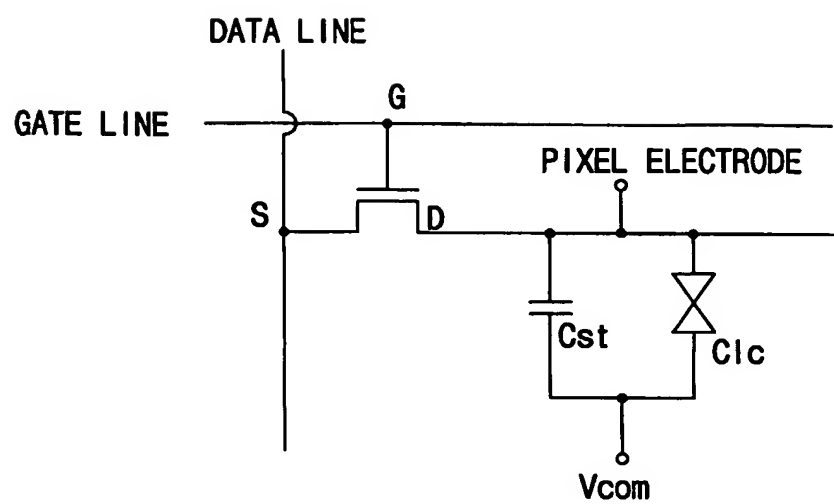 DATA LINE
G
GATE LINE
PIXEL ELECTRODE
S
D
Cst
Clc
Vcom